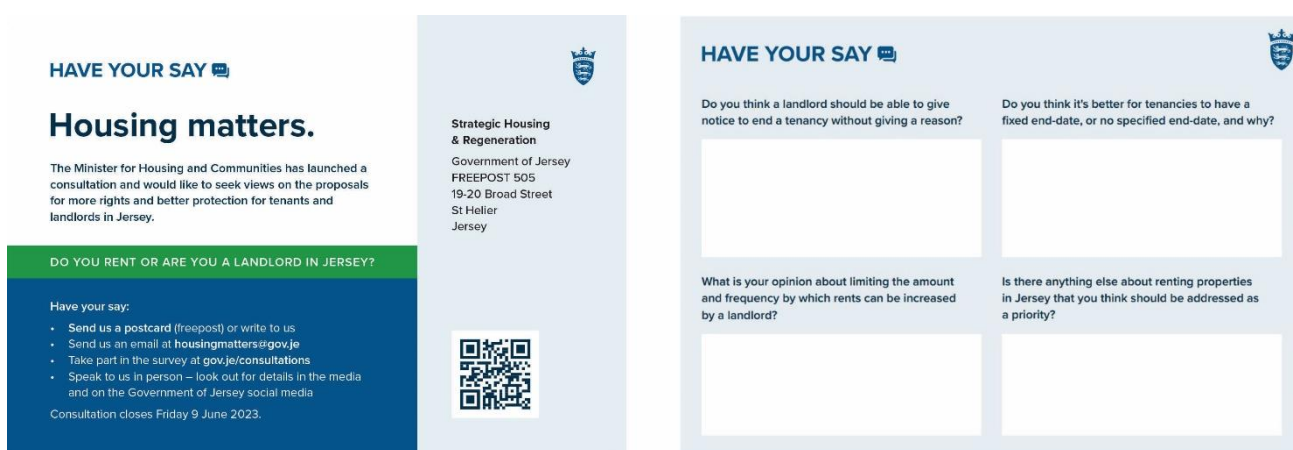 HAVE YOUR SAY
Housing matters.
The Minister for Housing and Communities has launched a
consultation and would like to seek views on the proposals
for more rights and better protection for tenants and
landlords in Jersey.
DO YOU RENT OR ARE YOU A LANDLORD IN JERSEY?
Have your say:
• Send us a postcard (freepost) or write to us
• Send us an email at housingmatters@gov.je
• Take part in the survey at gov.je/consultations
• Speak to us in person – look out for details in the media
and on the Government of Jersey social media
Consultation closes Friday 9 June 2023.
Strategic Housing
& Regeneration
Government of Jersey
FREEPOST 505
19-20 Broad Street
St Helier
Jersey
HAVE YOUR SAY
Do you think a landlord should be able to give
notice to end a tenancy without giving a reason?
Do you think it's better for tenancies to have a
fixed end-date, or no specified end-date, and why?
What is your opinion about limiting the amount
and frequency by which rents can be increased
by a landlord?
Is there anything else about renting properties
in Jersey that you think should be addressed as
a priority?